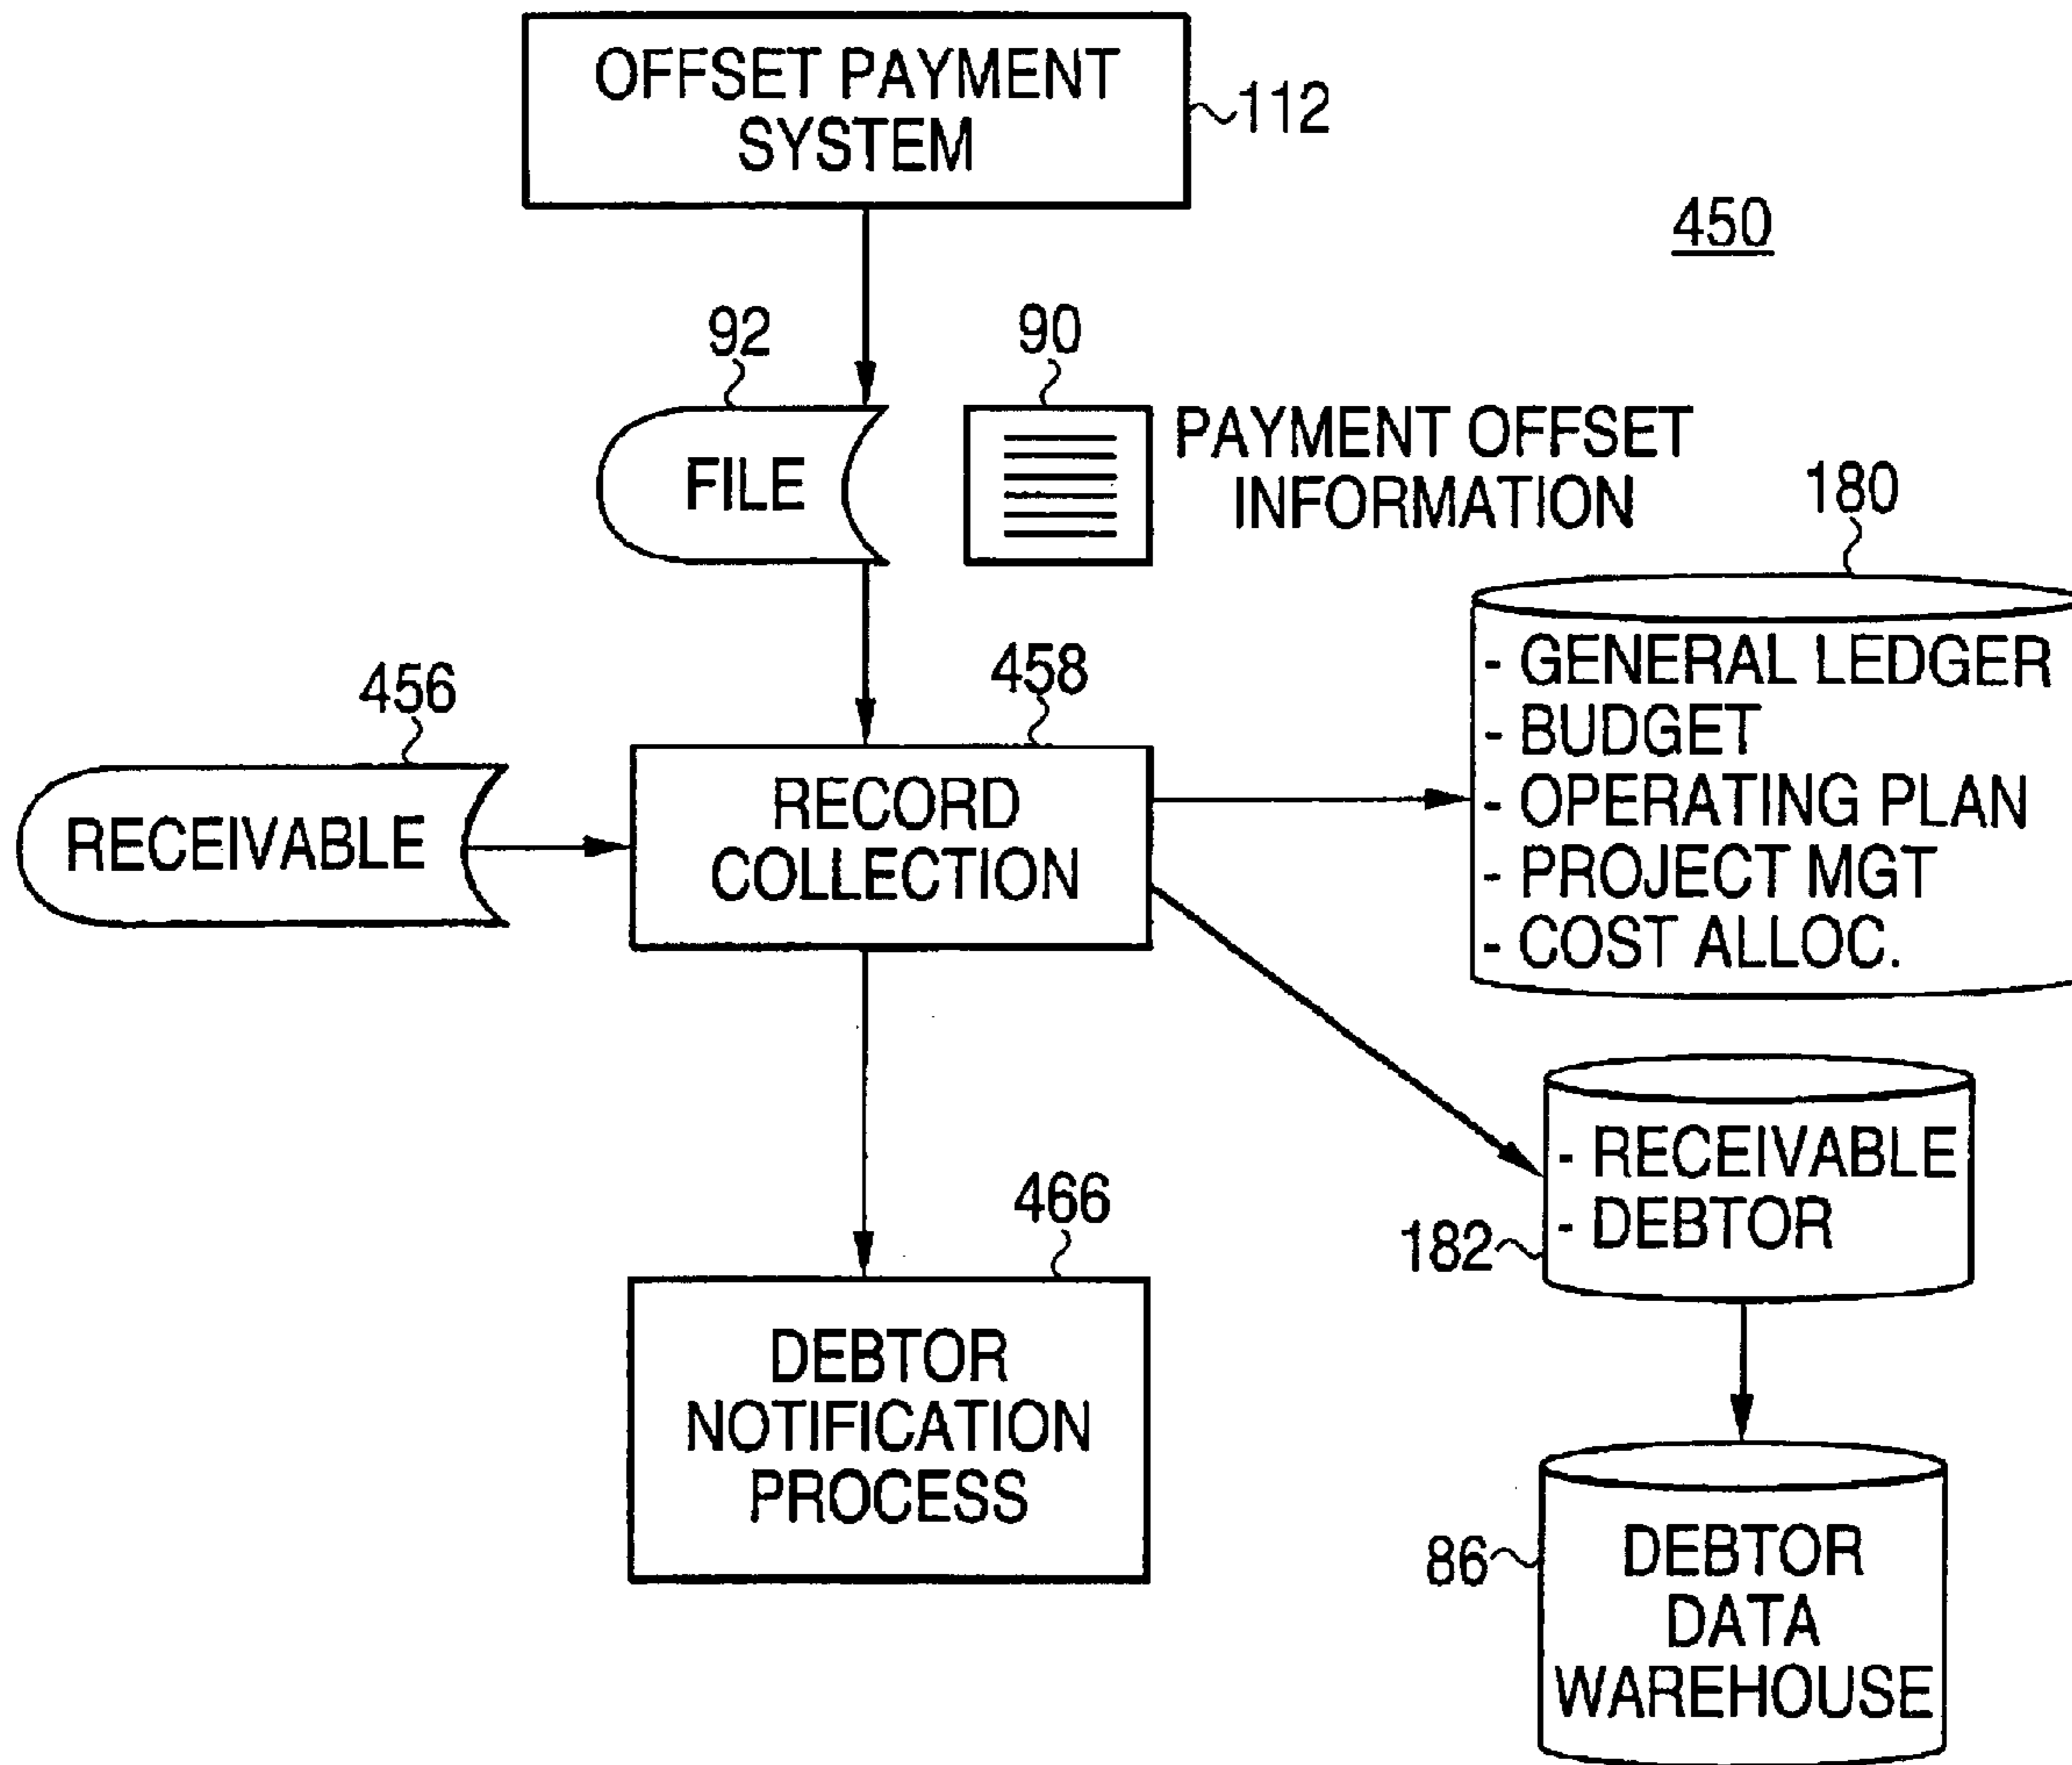 OFFSET PAYMENT
SYSTEM
112
450
92
90
FILE
PAYMENT OFFSET
INFORMATION
180
- GENERAL LEDGER
- BUDGET
- OPERATING PLAN
- PROJECT MGT
- COST ALLOC.
456
458
RECEIVABLE
RECORD
COLLECTION
- RECEIVABLE
- DEBTOR
182
466
DEBTOR
NOTIFICATION
PROCESS
86
DEBTOR
DATA
WAREHOUSE